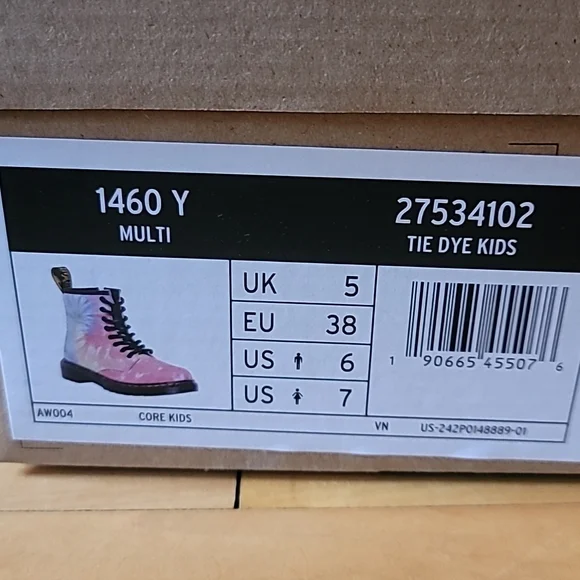 1460 Y
MULTI
27534102
TIE DYE KIDS
UK 5
EU 38
US 6
US 7
1 90665 45507 6
AW004 CORE KIDS VN US-242P0148889-01